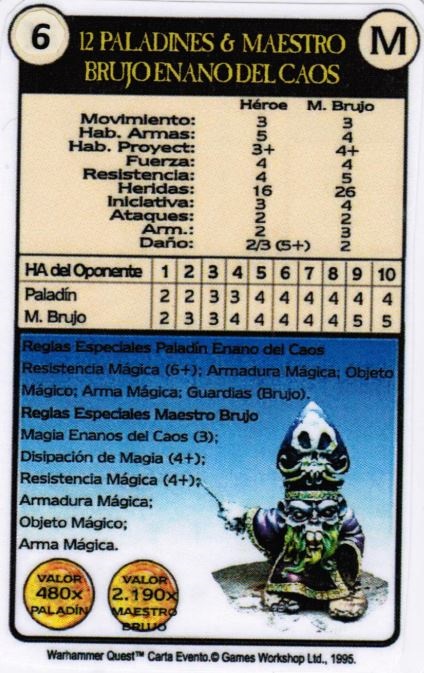 6
12 PALADINES & MAESTRO
BRUJO ENANO DEL CAOS
M
Héroe M. Brujo
Movimiento: 3 3
Hab. Armas: 5 4
Hab. Proyect: 3+ 4+
Fuerza: 4 4
Resistencia: 4 5
Heridas: 16 26
Iniciativa: 3 4
Ataques: 2 2
Arm.: 2 3
Daño: 2/3 (5+) 2
HA del Oponente 1 2 3 4 5 6 7 8 9 10
Paladín 2 2 3 3 4 4 4 4 4 4
M. Brujo 2 3 3 4 4 4 4 4 5 5
Reglas Especiales Paladín Enano del Caos
Resistencia Mágica (6+); Armadura Mágica; Objeto
Mágico; Arma Mágica; Guardias (Brujo).
Reglas Especiales Maestro Brujo
Magia Enanos del Caos (3);
Disipación de Magia (4+);
Resistencia Mágica (4+);
Armadura Mágica;
Objeto Mágico;
Arma Mágica.
VALOR
480x
PALADÍN
VALOR
2.190x
MAESTRO
BRUJO
Warhammer Quest™ Carta Evento.© Games Workshop Ltd., 1995.